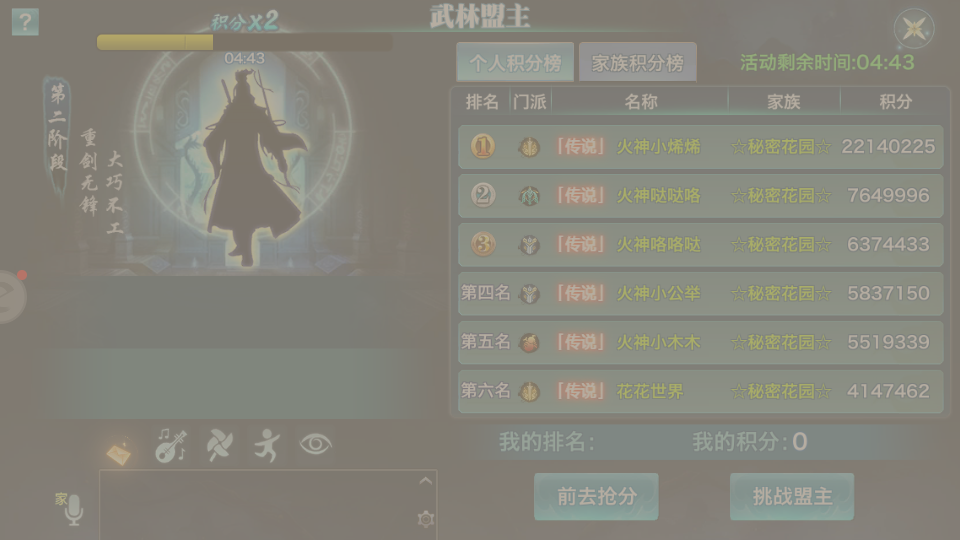 ?
积分X2
武林盟主
04:43
个人积分榜
家族积分榜
活动剩余时间:04:43
第二阶段
重剑无锋
大巧不工
排名 门派 名称 家族 积分
1 「传说」 火神小烯烯 ☆秘密花园☆ 22140225
2 「传说」 火神哒哒咯 ☆秘密花园☆ 7649996
3 「传说」 火神咯咯哒 ☆秘密花园☆ 6374433
第四名 「传说」 火神小公举 ☆秘密花园☆ 5837150
第五名 「传说」 火神小木木 ☆秘密花园☆ 5519339
第六名 「传说」 花花世界 ☆秘密花园☆ 4147462
我的排名: 我的积分:0
家
前去抢分
挑战盟主